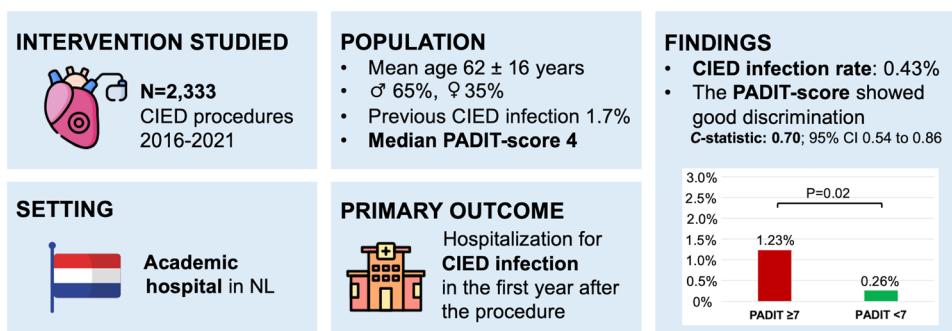 INTERVENTION STUDIED
N=2,333
CIED procedures
2016-2021
POPULATION
• Mean age 62 ± 16 years
• ♂ 65%, ♀ 35%
• Previous CIED infection 1.7%
• Median PADIT-score 4
FINDINGS
• CIED infection rate: 0.43%
• The PADIT-score showed
good discrimination
C-statistic: 0.70; 95% CI 0.54 to 0.86
3.0%
2.5%
2.0%
1.5%
1.0%
0.5%
0%
P=0.02
1.23%
0.26%
PADIT ≥7
PADIT <7
SETTING
Academic
hospital in NL
PRIMARY OUTCOME
Hospitalization for
CIED infection
in the first year after
the procedure